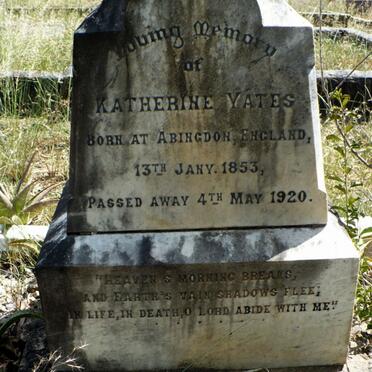 Loving Memory
of
KATHERINE YATES
BORN AT ABINGDON, ENGLAND,
13TH JANY. 1853,
PASSED AWAY 4TH MAY 1920.
"HEAVEN'S MORNING BREAKS,
AND EARTH'S VAIN SHADOWS FLEE;
IN LIFE, IN DEATH, O LORD ABIDE WITH ME."